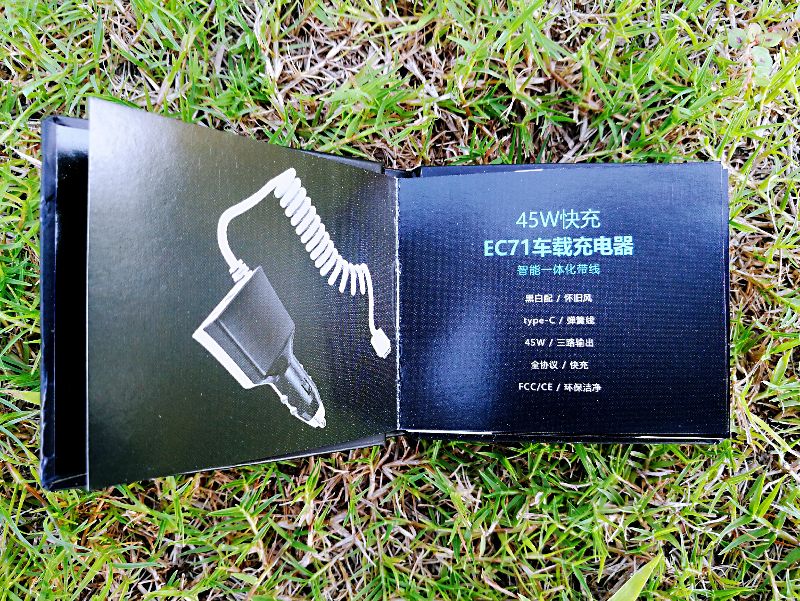 45W快充
EC71车载充电器
智能一体化带线
黑白配 / 怀旧风
type-C / 弹簧线
45W / 三路输出
全协议 / 快充
FCC/CE / 环保洁净